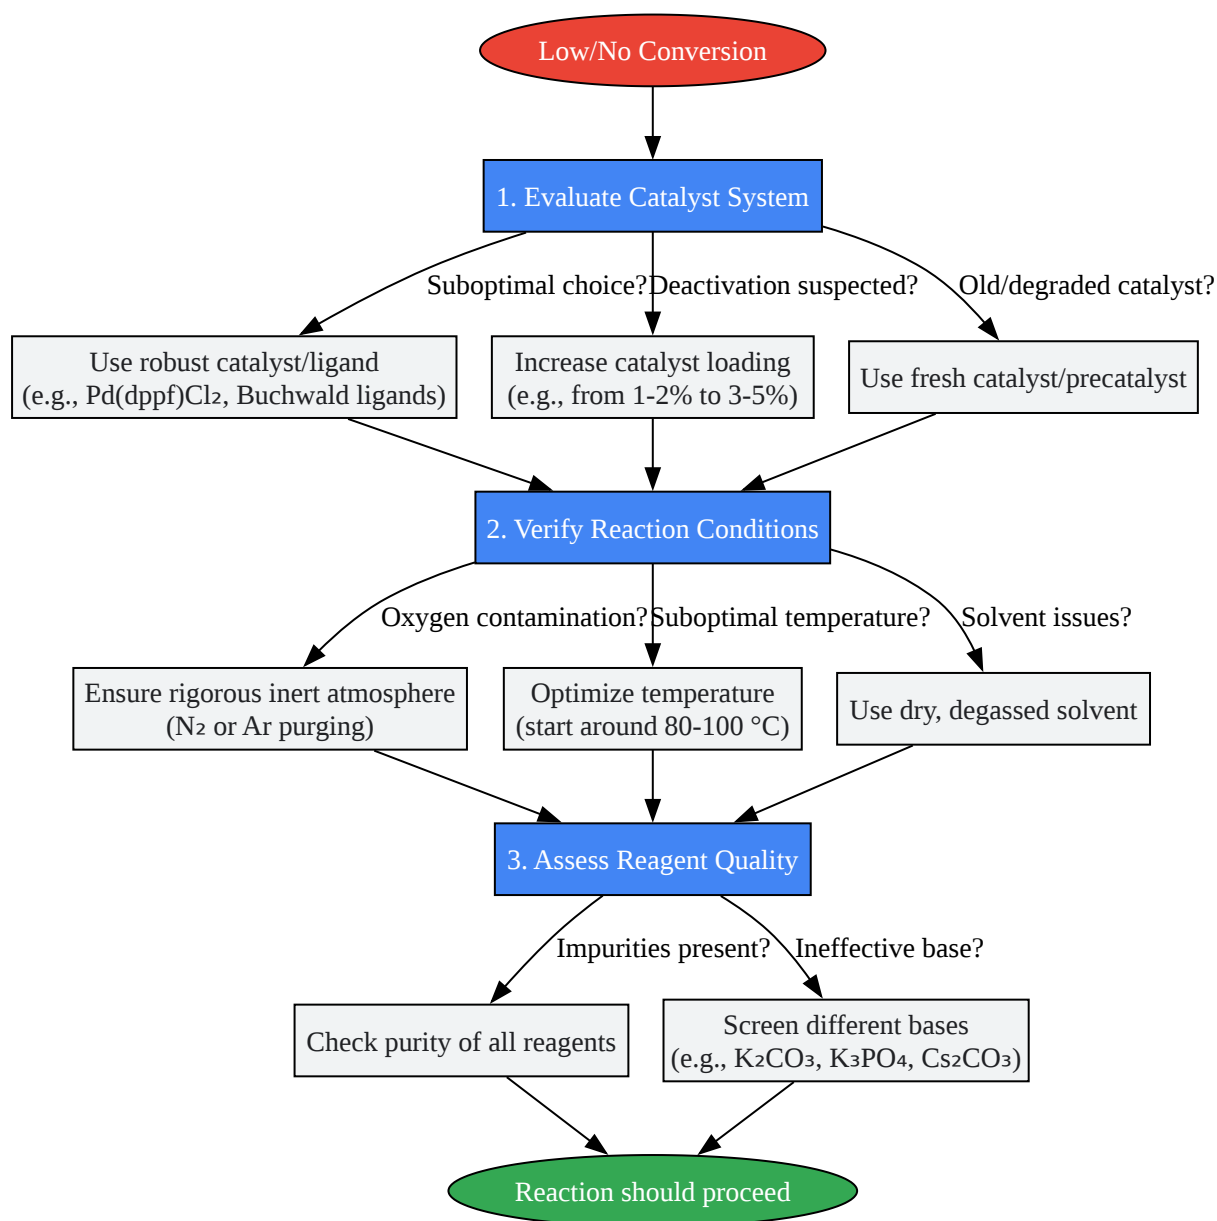 Low/No Conversion
1. Evaluate Catalyst System
Suboptimal choice?
Deactivation suspected?
Old/degraded catalyst?
Use robust catalyst/ligand
(e.g., Pd(dppf)Cl₂, Buchwald ligands)
Increase catalyst loading
(e.g., from 1-2% to 3-5%)
Use fresh catalyst/precatalyst
2. Verify Reaction Conditions
Oxygen contamination?
Suboptimal temperature?
Solvent issues?
Ensure rigorous inert atmosphere
(N₂ or Ar purging)
Optimize temperature
(start around 80-100 °C)
Use dry, degassed solvent
3. Assess Reagent Quality
Impurities present?
Ineffective base?
Check purity of all reagents
Screen different bases
(e.g., K₂CO₃, K₃PO₄, Cs₂CO₃)
Reaction should proceed